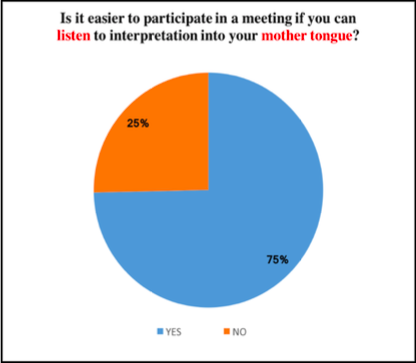 Is it easier to participate in a meeting if you can
listen to interpretation into your mother tongue?
25%
75%
YES NO